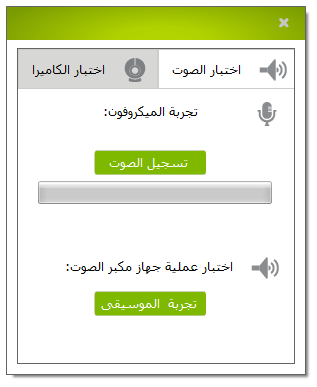 اختبار الصوت
اختبار الكاميرا
تجربة الميكروفون:
تسجيل الصوت
اختبار عملية جهاز مكبر الصوت:
تجربة الموسيقى